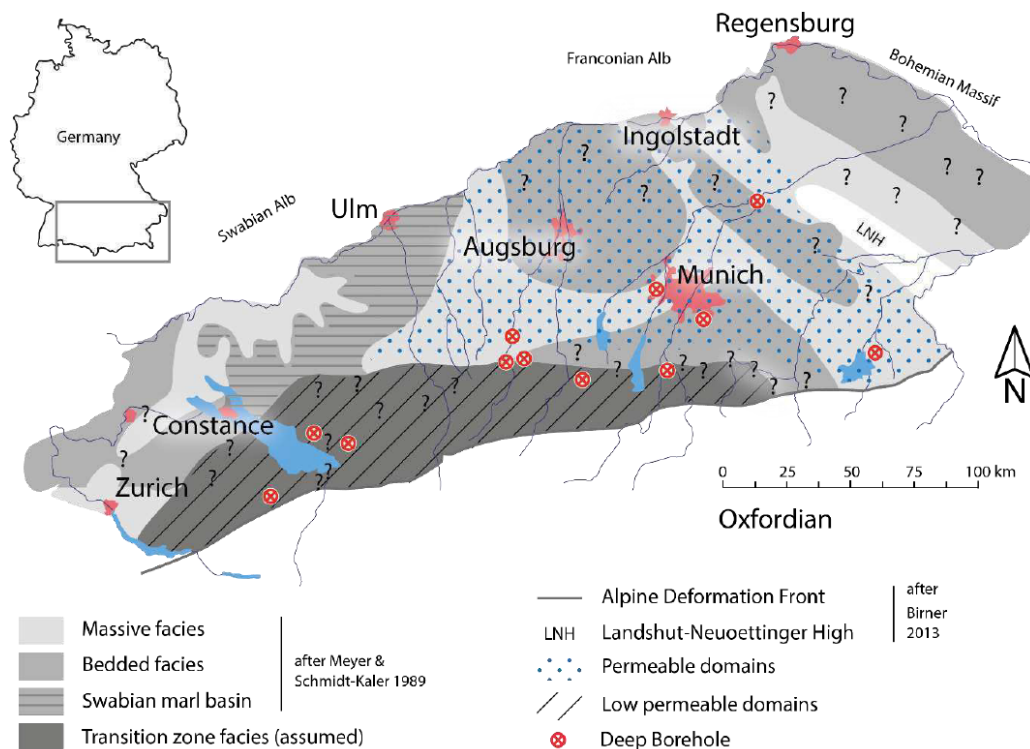 Regensburg
Franconian Alb
Bohemian Massif
Germany
Ingolstadt
Swabian Alb
Ulm
Augsburg
LNH
Munich
Constance
Zurich
N
0 25 50 75 100 km
Oxfordian
Massive facies
Bedded facies
Swabian marl basin
Transition zone facies (assumed)
after Meyer &
Schmidt-Kaler 1989
Alpine Deformation Front
LNH Landshut-Neuoettinger High
after
Birner
2013
Permeable domains
Low permeable domains
Deep Borehole
? ? ? ? ? ? ? ? ? ? ? ? ? ? ? ? ? ? ? ? ? ? ? ? ? ? ? ? ? ? ? ? ?